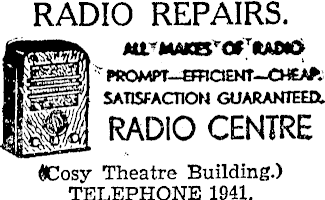 RADIO REPAIRS.
ALL MAKES OF RADIO
PROMPT—EFFICIENT—CHEAP.
SATISFACTION GUARANTEED.
RADIO CENTRE
(Cosy Theatre Building.)
TELEPHONE 1941.